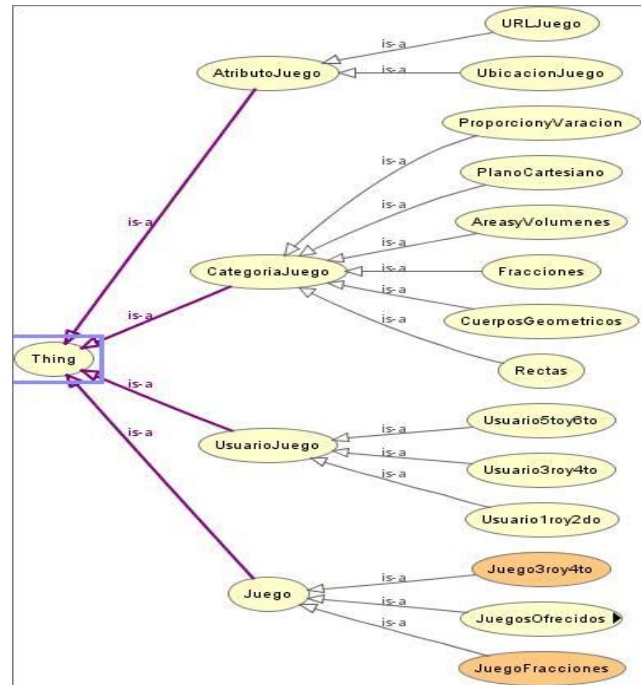 URLJuego
is-a
AtributoJuego
is-a
UbicacionJuego
ProporcionyVaracion
is-a
PlanoCartesiano
is-a
is-a
AreasyVolumenes
is-a
CategoriaJuego
is-a
Fracciones
is-a
CuerposGeometricos
is-a
is-a
Thing
Rectas
is-a
Usuario5toy6to
is-a
UsuarioJuego
is-a
is-a
Usuario3roy4to
is-a
Usuario1roy2do
Juego3roy4to
is-a
Juego
is-a
JuegosOfrecidos
is-a
JuegoFracciones